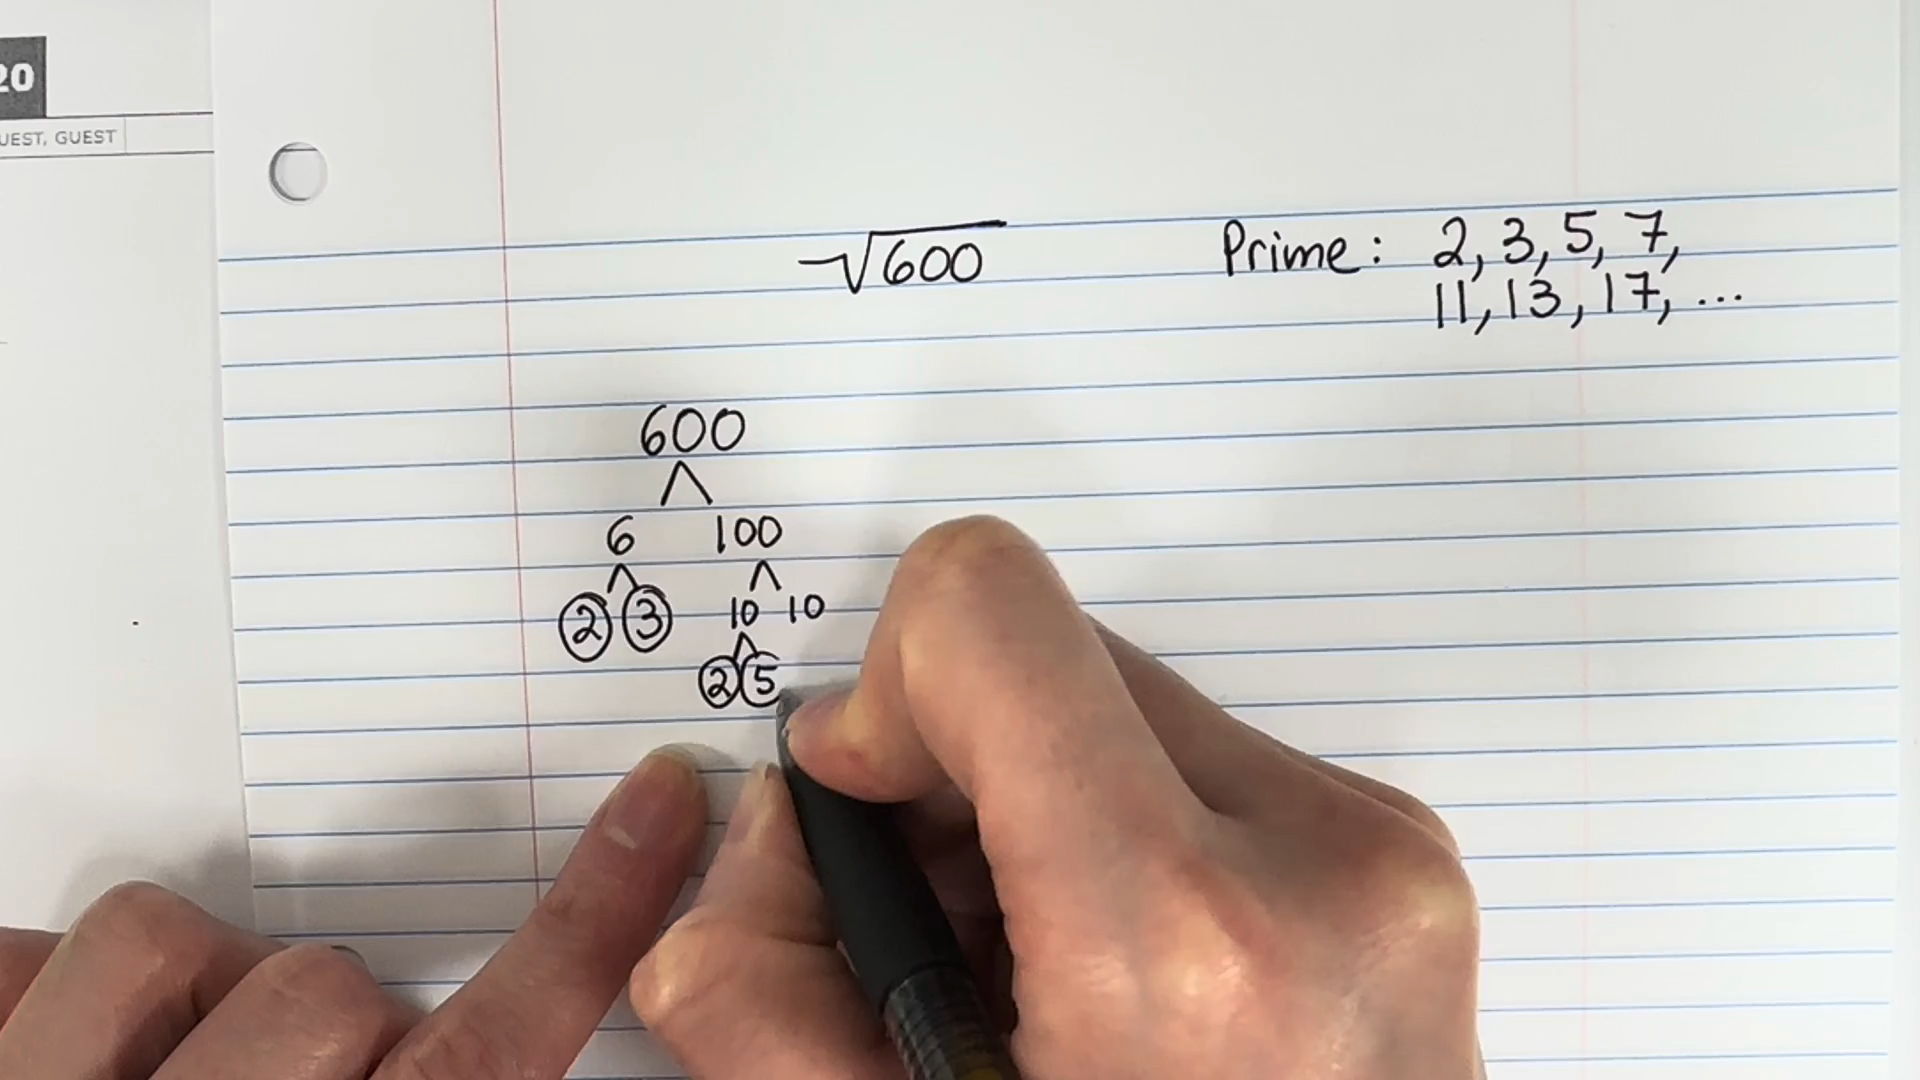 20
UEST, GUEST
√600
Prime: 2, 3, 5, 7,
11, 13, 17, ...
600
6 100
2 3 10 10
2 5